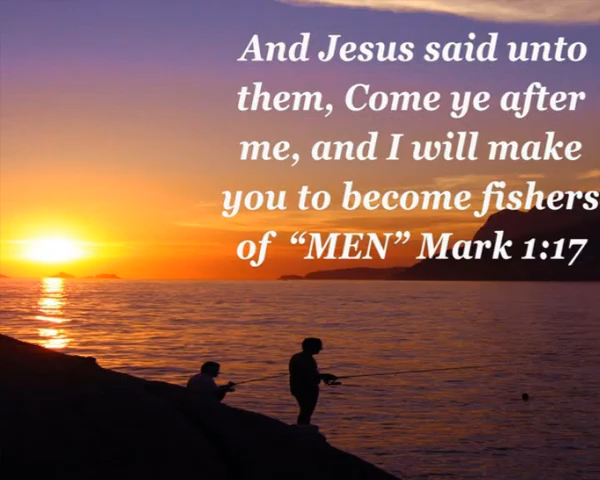 And Jesus said unto
them, Come ye after
me, and I will make
you to become fishers
of “MEN” Mark 1:17